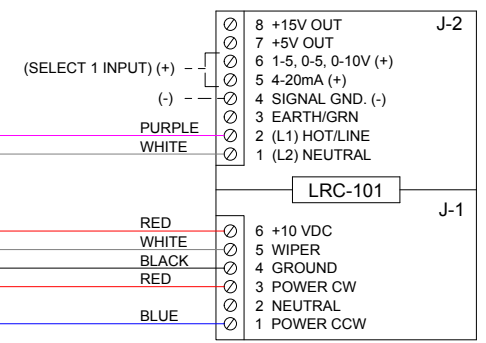 J-2
8 +15V OUT
7 +5V OUT
6 1-5, 0-5, 0-10V (+)
(SELECT 1 INPUT) (+)
5 4-20mA (+)
(-)
4 SIGNAL GND. (-)
3 EARTH/GRN
PURPLE
2 (L1) HOT/LINE
WHITE
1 (L2) NEUTRAL
LRC-101
J-1
RED
6 +10 VDC
WHITE
5 WIPER
BLACK
4 GROUND
RED
3 POWER CW
2 NEUTRAL
BLUE
1 POWER CCW